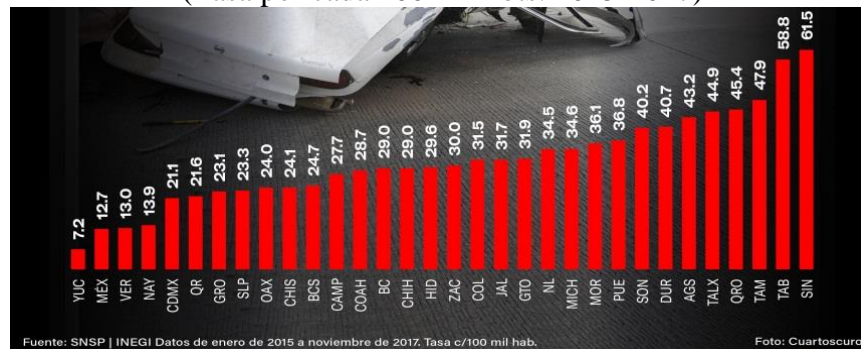 7.2 12.7 13.0 13.9 21.1 21.6 23.1 23.3 24.0 24.1 24.7 27.7 28.7 29.0 29.0 29.6 30.0 31.5 31.7 31.9 34.5 34.6 36.1 36.8 40.2 40.7 43.2 44.9 45.4 47.9 58.8 61.5
YUC MÉX VER NAY CDMX QR GRO SLP OAX CHIS BCS CAMP COAH BC CHIH HID ZAC COL JAL GTO NL MICH MOR PUE SON DUR AGS TALX QRO TAM TAB SIN
Fuente: SNSP | INEGI Datos de enero de 2015 a noviembre de 2017. Tasa c/100 mil hab.
Foto: Cuartoscuro